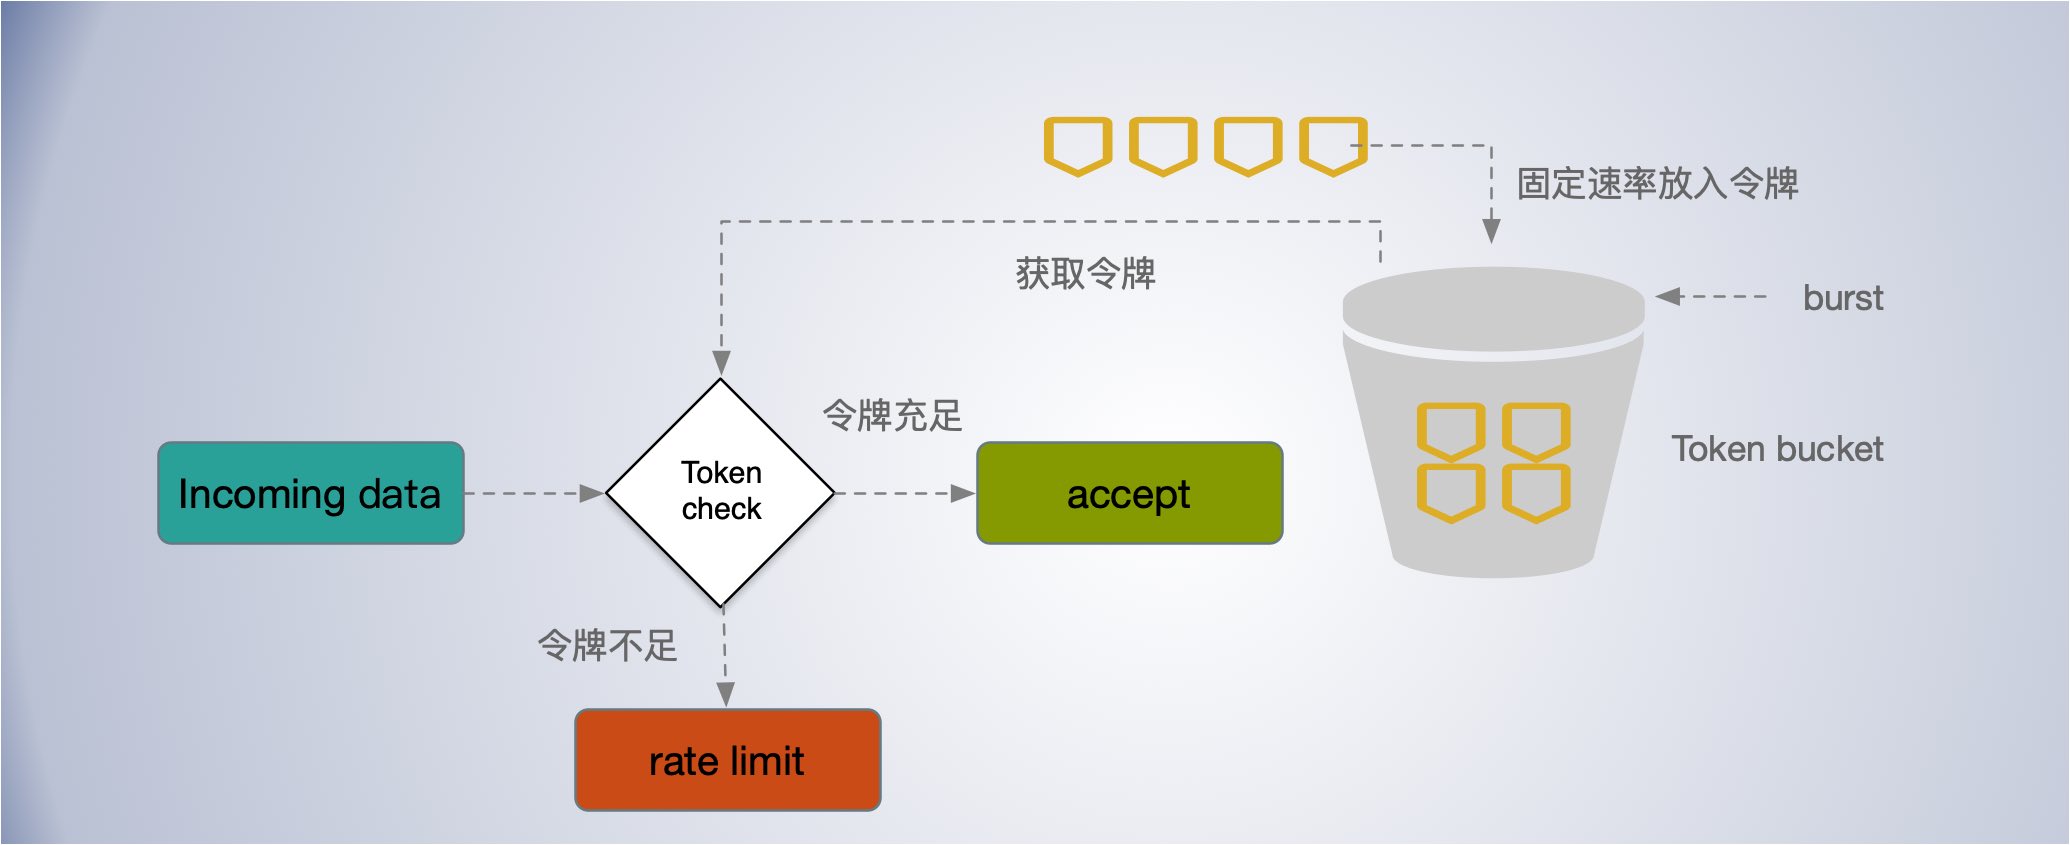 固定速率放入令牌
获取令牌
burst
令牌充足
Token bucket
Incoming data
Token
check
accept
令牌不足
rate limit